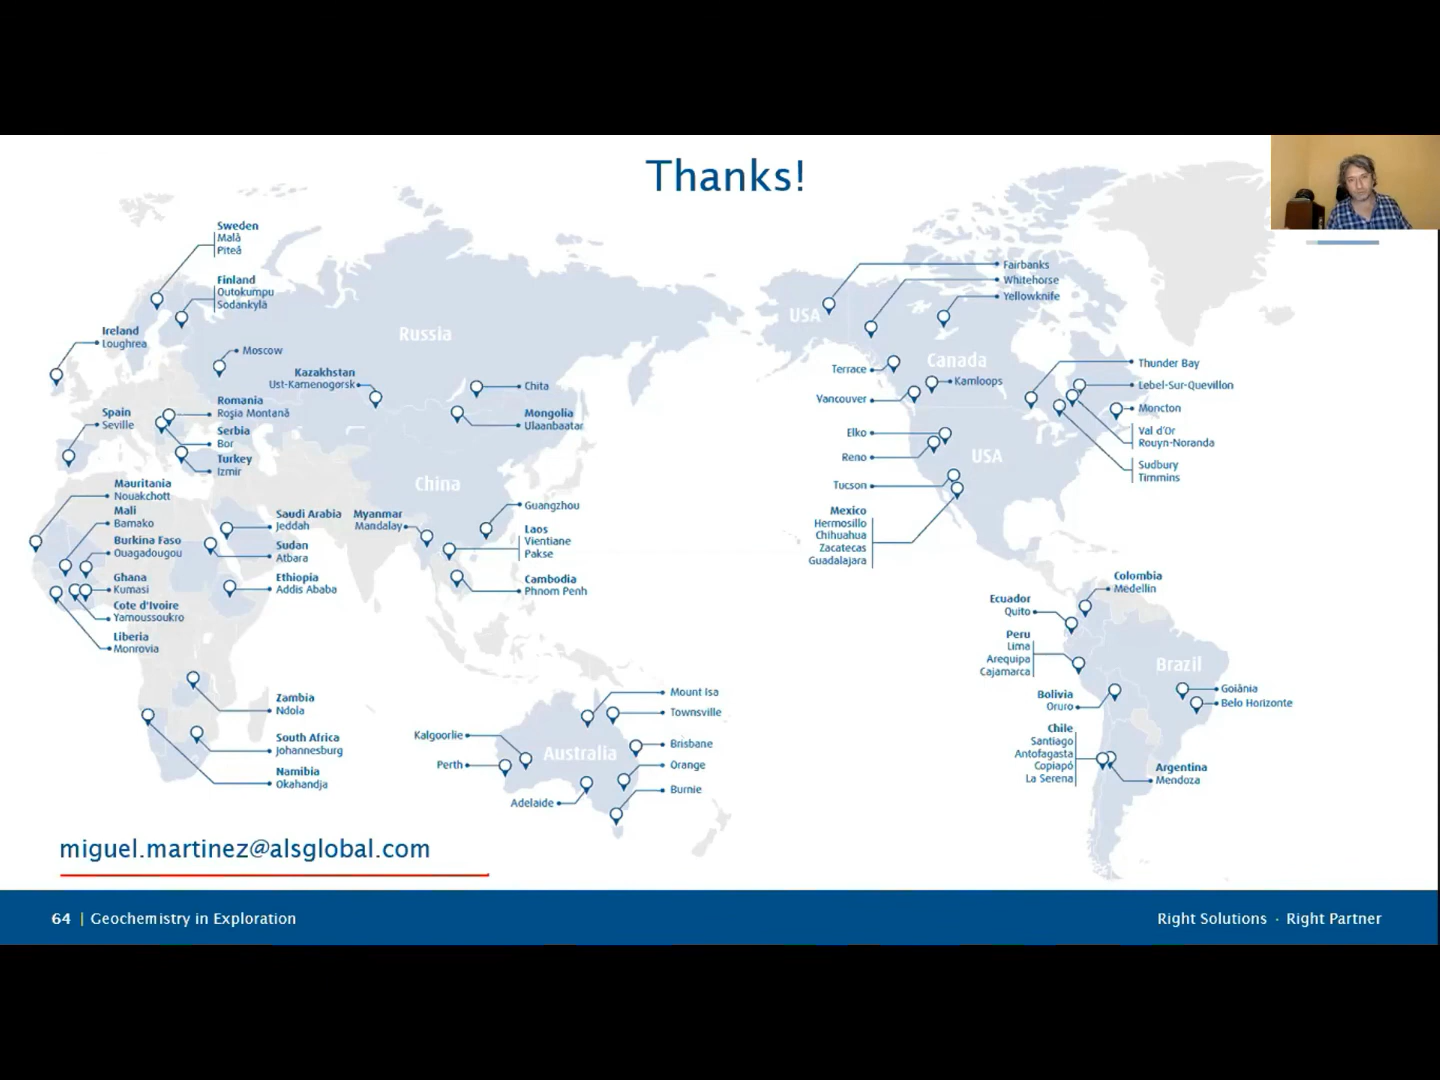 Thanks!
Sweden
Malå
Piteå
Finland
Outokumpu
Sodankylä
Ireland
Loughrea
Moscow
Russia
Kazakhstan
Ust-Kamenogorsk
Chita
Mongolia
Ulaanbaatar
Romania
Roşia Montană
Serbia
Bor
Turkey
Izmir
Spain
Seville
China
Mauritania
Nouakchott
Mali
Bamako
Burkina Faso
Ouagadougou
Ghana
Kumasi
Cote d'Ivoire
Yamoussoukro
Liberia
Monrovia
Saudi Arabia
Jeddah
Sudan
Atbara
Ethiopia
Addis Ababa
Myanmar
Mandalay
Guangzhou
Laos
Vientiane
Pakse
Cambodia
Phnom Penh
Zambia
Ndola
South Africa
Johannesburg
Namibia
Okahandja
Mount Isa
Townsville
Kalgoorlie
Australia
Brisbane
Perth
Orange
Adelaide
Burnie
Fairbanks
Whitehorse
Yellowknife
USA
Canada
Terrace
Kamloops
Vancouver
Thunder Bay
Lebel-Sur-Quevillon
Moncton
Val d'Or
Rouyn-Noranda
Sudbury
Timmins
Elko
Reno
USA
Tucson
Mexico
Hermosillo
Chihuahua
Zacatecas
Guadalajara
Colombia
Medellin
Ecuador
Quito
Peru
Lima
Arequipa
Cajamarca
Brazil
Goiânia
Belo Horizonte
Bolivia
Oruro
Chile
Santiago
Antofagasta
Copiapó
La Serena
Argentina
Mendoza
miguel.martinez@alsglobal.com
64 | Geochemistry in Exploration
Right Solutions · Right Partner